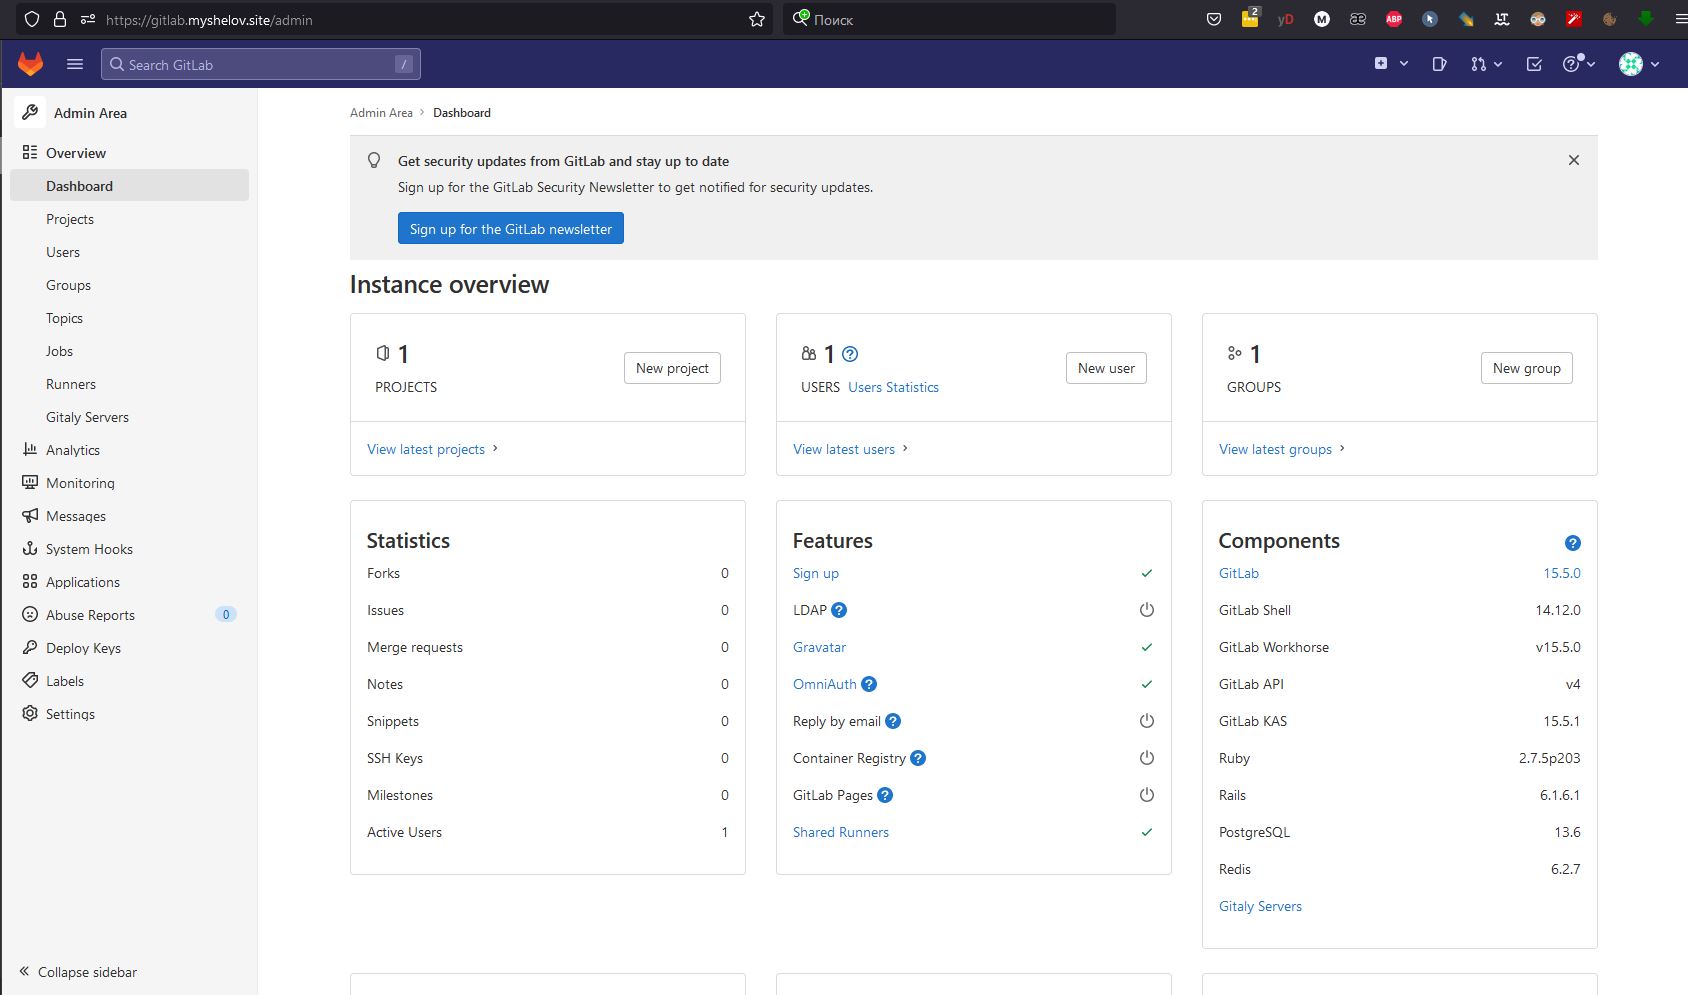 https://gitlab.myshelov.site/admin
Поиск
2
yD
M
æ
ABP
LT
Search GitLab
/
Admin Area
Overview
Dashboard
Projects
Users
Groups
Topics
Jobs
Runners
Gitaly Servers
Analytics
Monitoring
Messages
System Hooks
Applications
Abuse Reports 0
Deploy Keys
Labels
Settings
Collapse sidebar
Admin Area > Dashboard
Get security updates from GitLab and stay up to date
Sign up for the GitLab Security Newsletter to get notified for security updates.
Sign up for the GitLab newsletter
Instance overview
1
PROJECTS
New project
View latest projects
1
USERS Users Statistics
New user
View latest users
1
GROUPS
New group
View latest groups
Statistics
Forks 0
Issues 0
Merge requests 0
Notes 0
Snippets 0
SSH Keys 0
Milestones 0
Active Users 1
Features
Sign up
LDAP
Gravatar
OmniAuth
Reply by email
Container Registry
GitLab Pages
Shared Runners
Components
GitLab 15.5.0
GitLab Shell 14.12.0
GitLab Workhorse v15.5.0
GitLab API v4
GitLab KAS 15.5.1
Ruby 2.7.5p203
Rails 6.1.6.1
PostgreSQL 13.6
Redis 6.2.7
Gitaly Servers